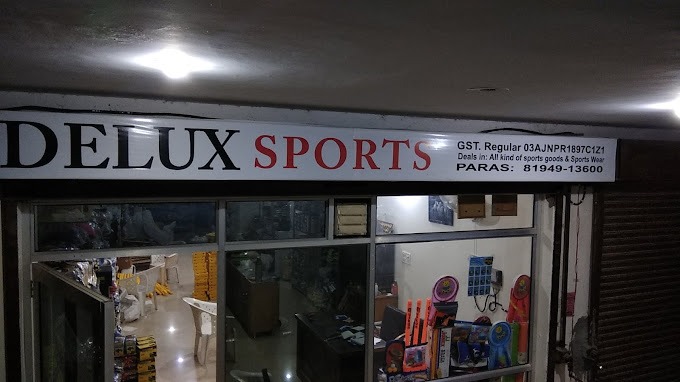 DELUX SPORTS
GST. Regular 03AJNPR1897C1Z1
Deals in: All kind of sports goods & Sports Wear
PARAS: 81949-13600